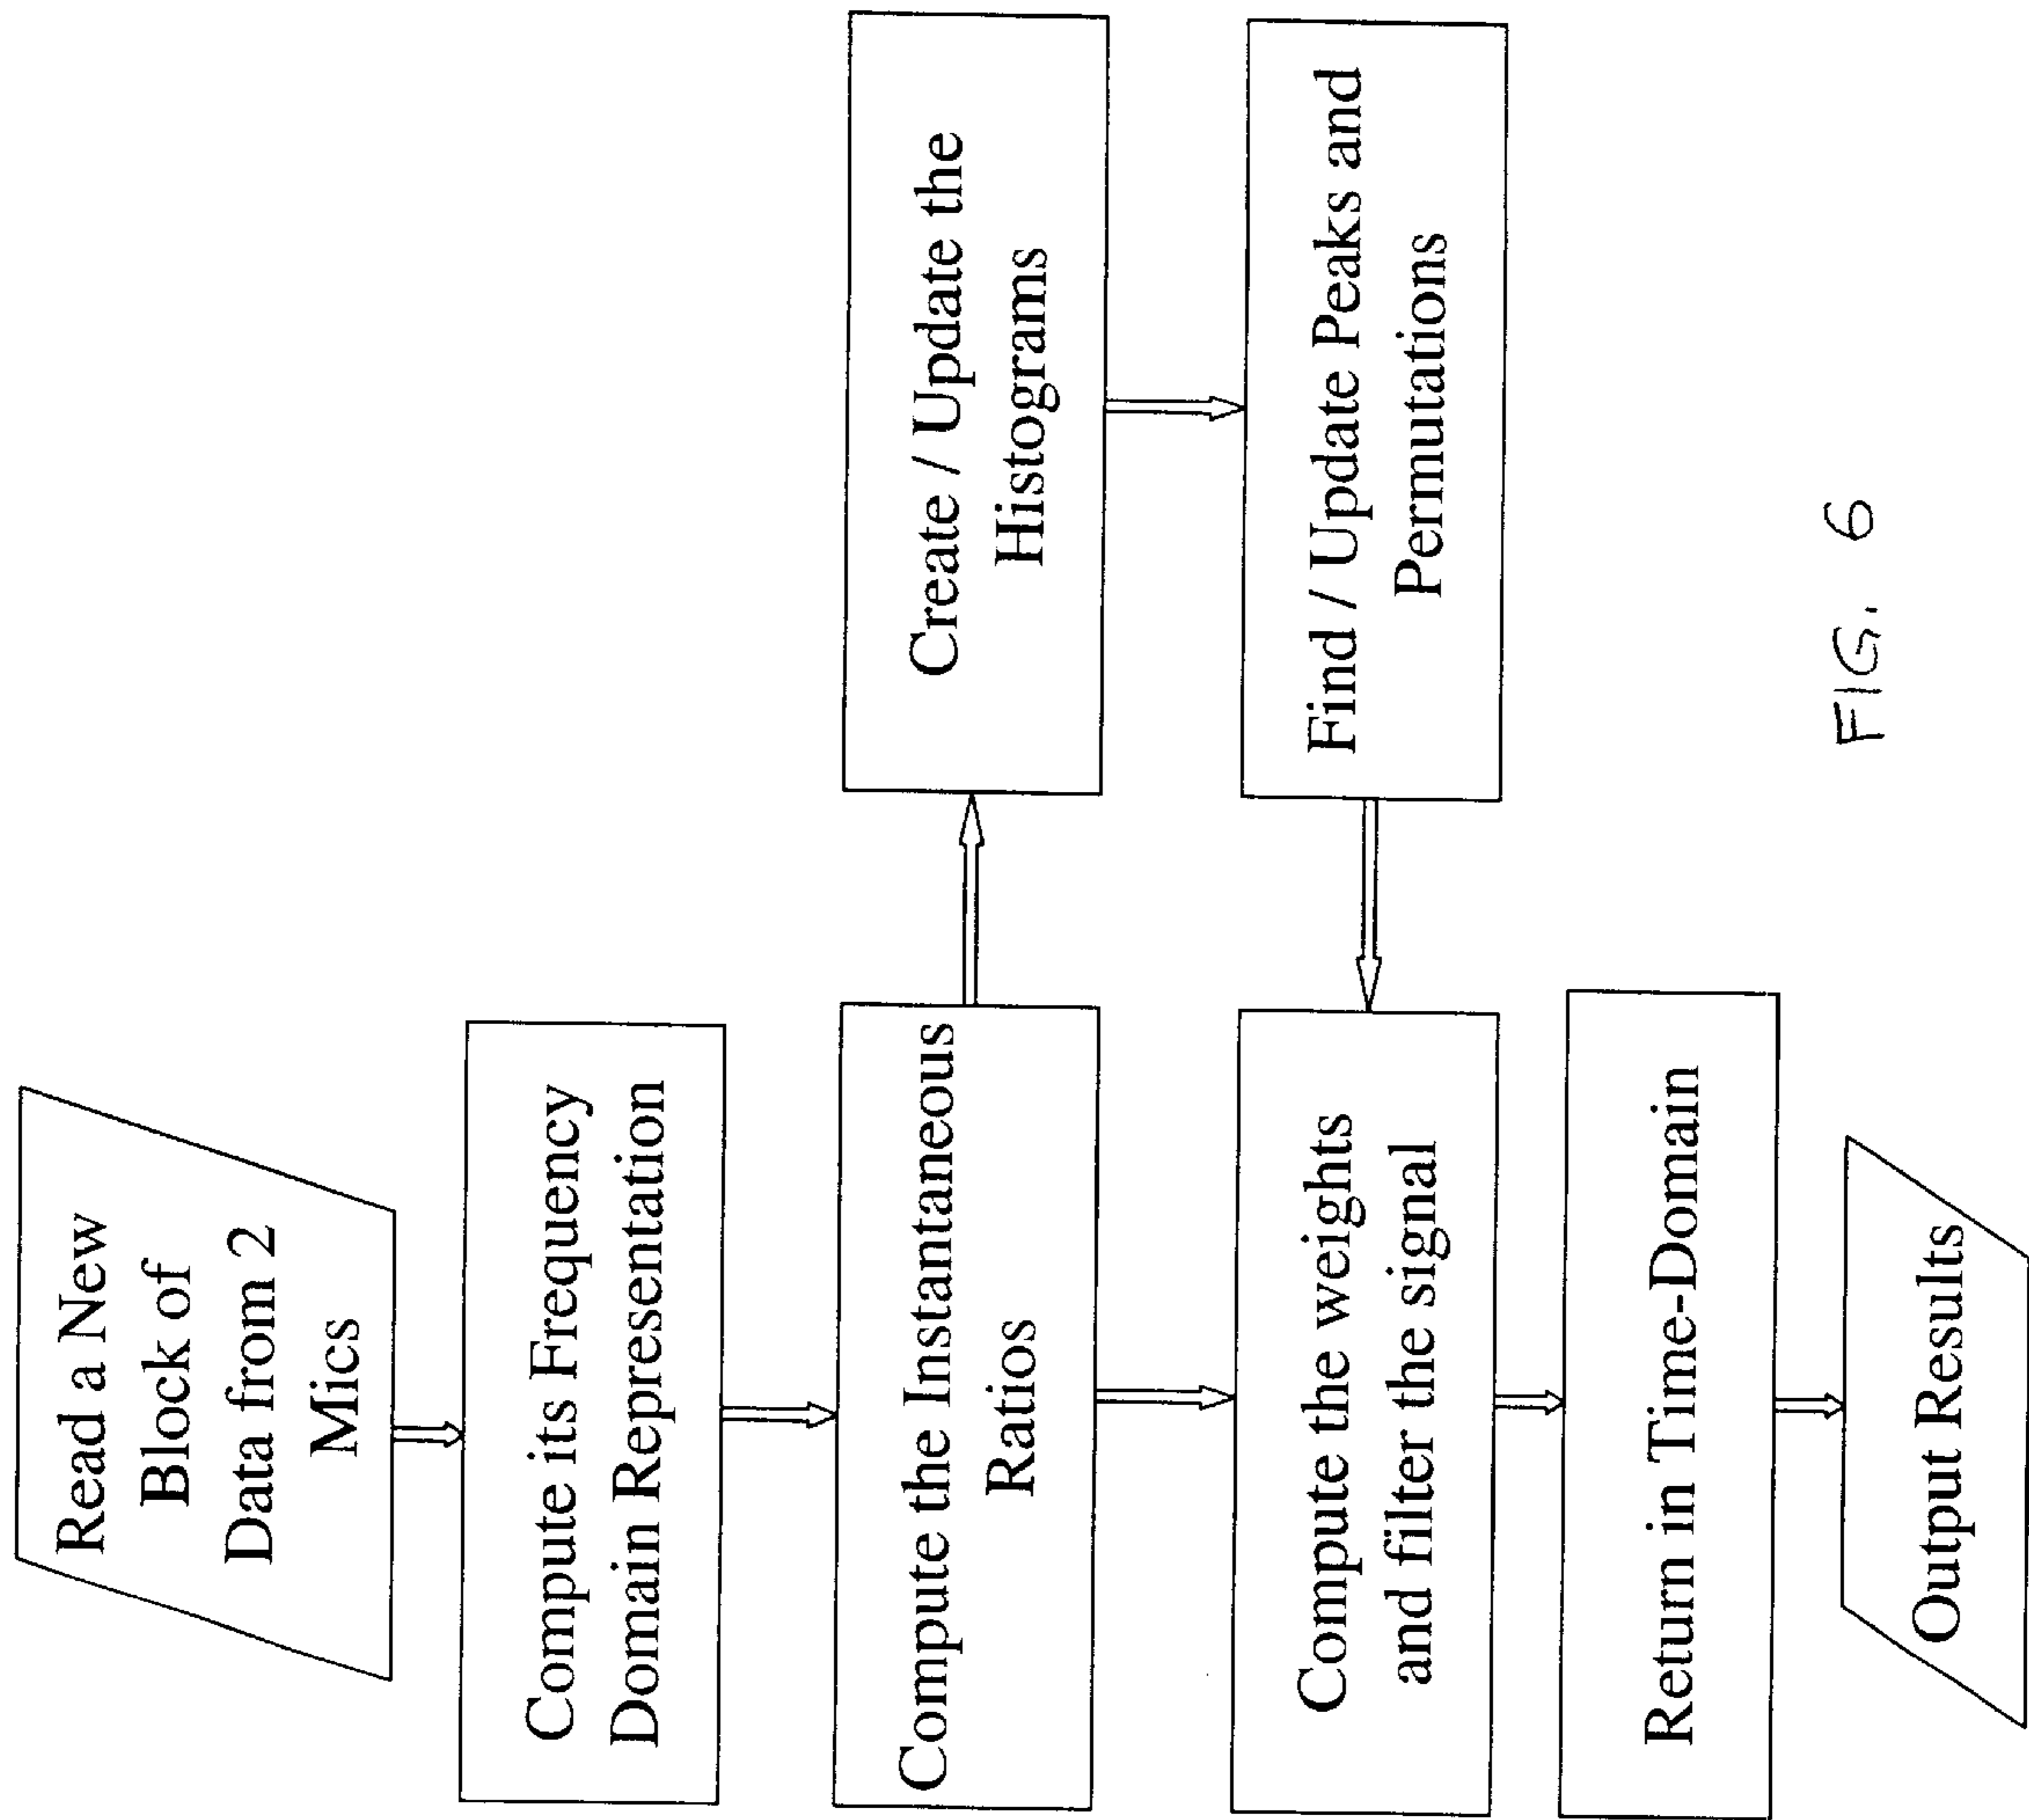 Read a New
Block of
Data from 2
Mics
Compute its Frequency
Domain Representation
Compute the Instantaneous
Ratios
Create / Update the
Histograms
Find / Update Peaks and
Permutations
Compute the weights
and filter the signal
Return in Time-Domain
Output Results
FIG. 6